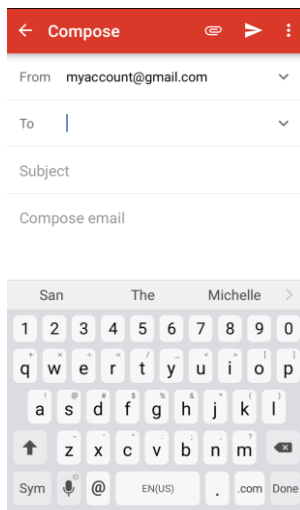 Compose
From myaccount@gmail.com
To
Subject
Compose email
San The Michelle
1 2 3 4 5 6 7 8 9 0
q w e r t y u i o p
a s d f g h j k l
z x c v b n m
Sym @ EN(US) . .com Done